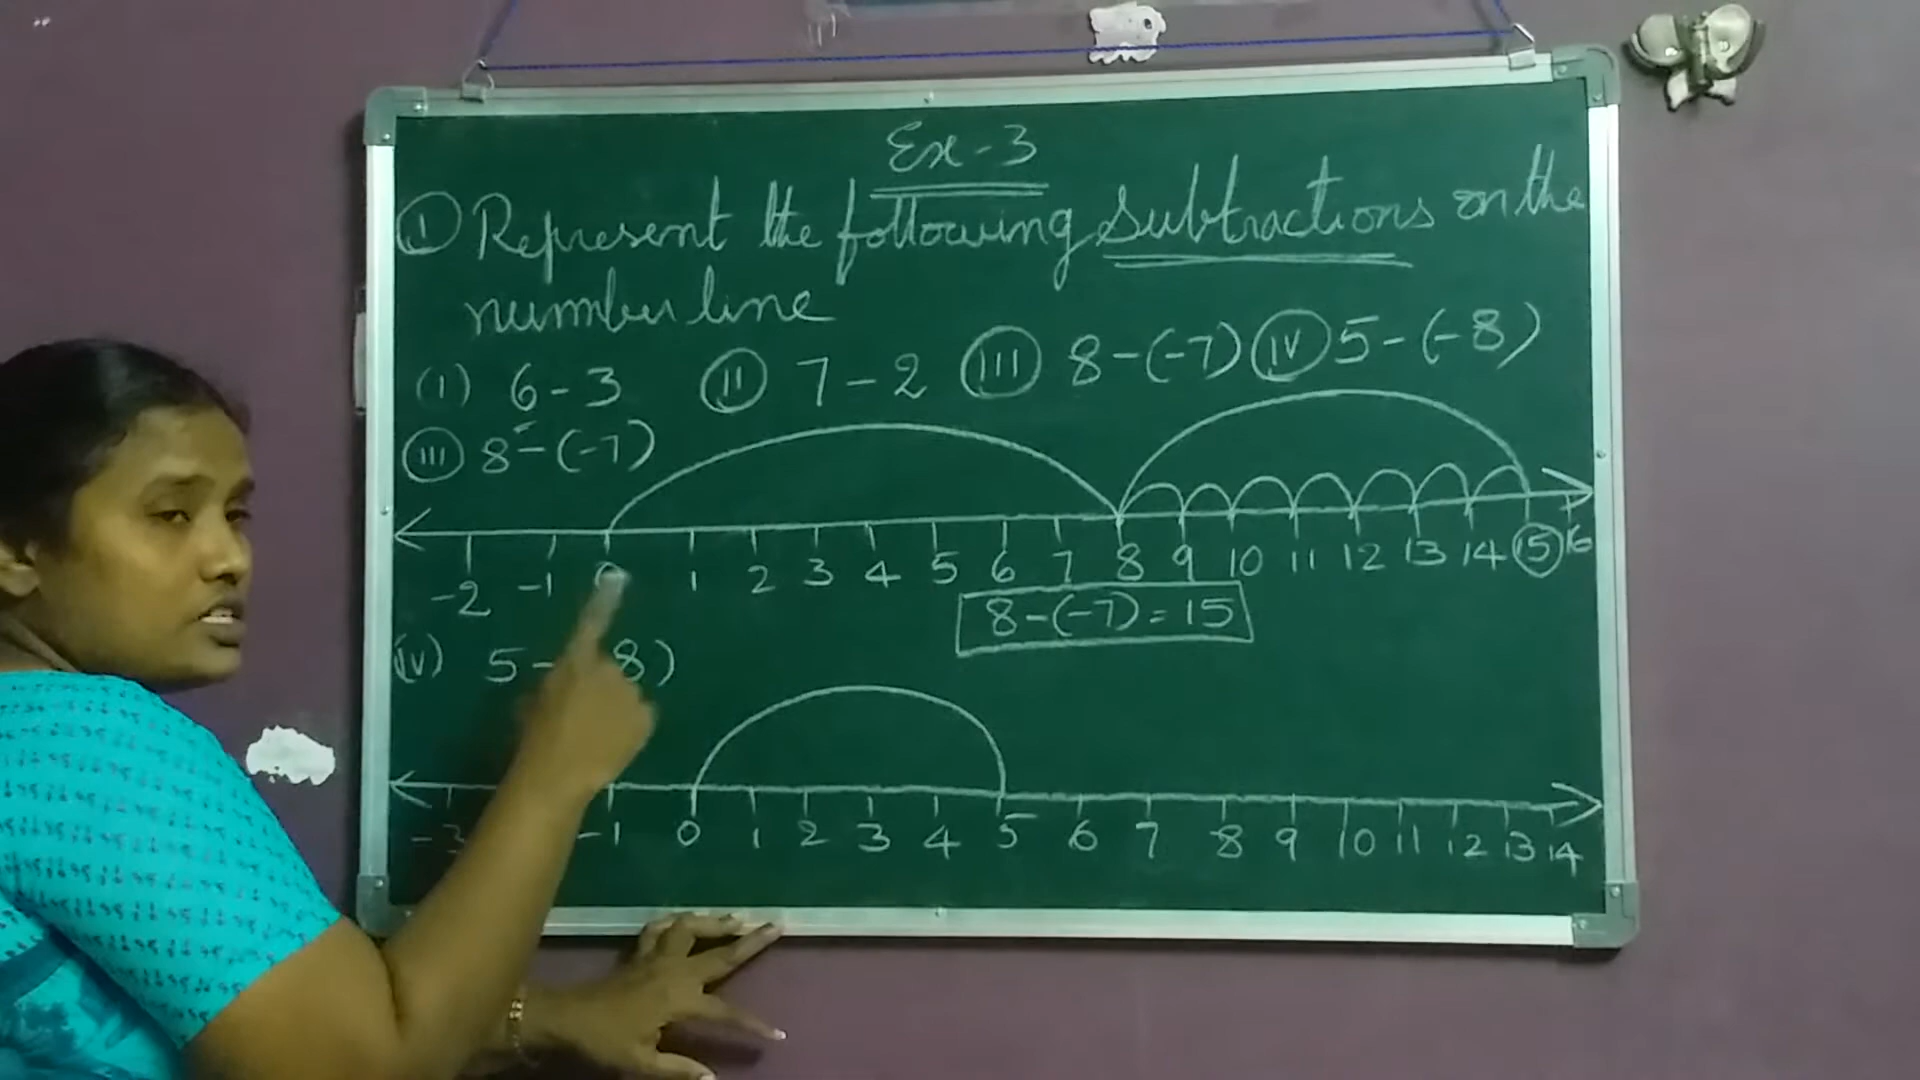 Ex-3
(1) Represent the following subtractions on the
number line
(I) 6-3 (II) 7-2 (III) 8-(-7) (IV) 5-(-8)
(III) 8-(-7)
-2 -1 0 1 2 3 4 5 6 7 8 9 10 11 12 13 14 15 16
8-(-7)=15
(IV) 5- 8)
-3 -1 0 1 2 3 4 5 6 7 8 9 10 11 12 13 14